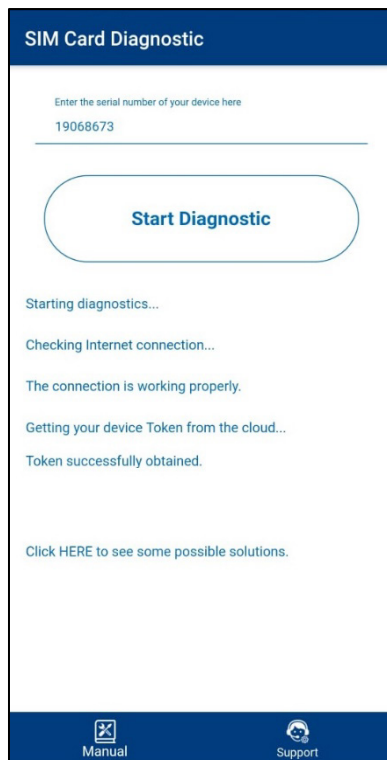 SIM Card Diagnostic
Enter the serial number of your device here
19068673
Start Diagnostic
Starting diagnostics...
Checking Internet connection...
The connection is working properly.
Getting your device Token from the cloud...
Token successfully obtained.
Click HERE to see some possible solutions.
Manual
Support